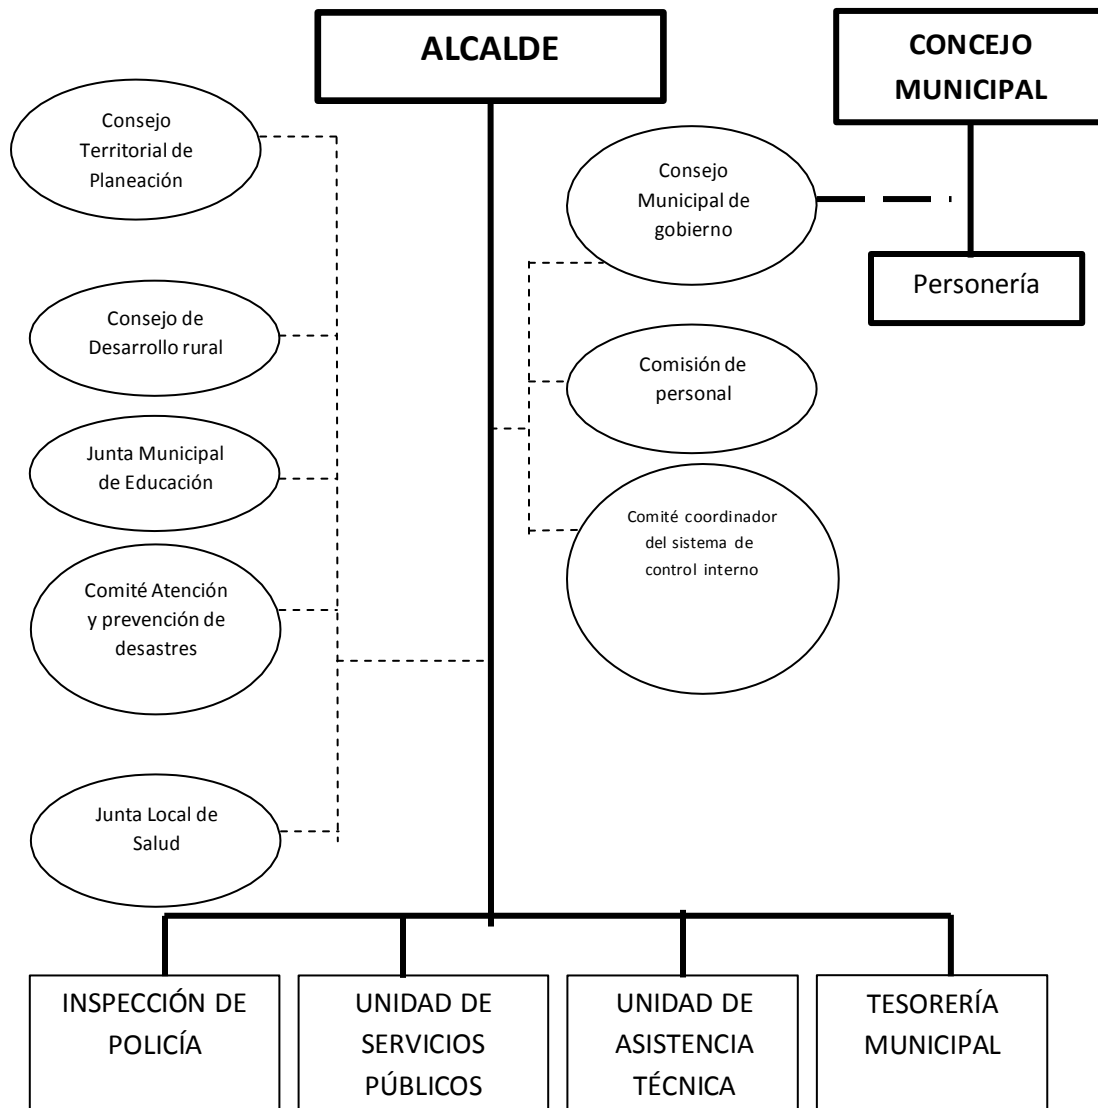 ALCALDE
CONCEJO
MUNICIPAL
Consejo
Territorial de
Planeación
Consejo
Municipal de
gobierno
Personería
Consejo de
Desarrollo rural
Comisión de
personal
Junta Municipal
de Educación
Comité coordinador
del sistema de
control interno
Comité Atención
y prevención de
desastres
Junta Local de
Salud
INSPECCIÓN DE
POLICÍA
UNIDAD DE
SERVICIOS
PÚBLICOS
UNIDAD DE
ASISTENCIA
TÉCNICA
TESORERÍA
MUNICIPAL